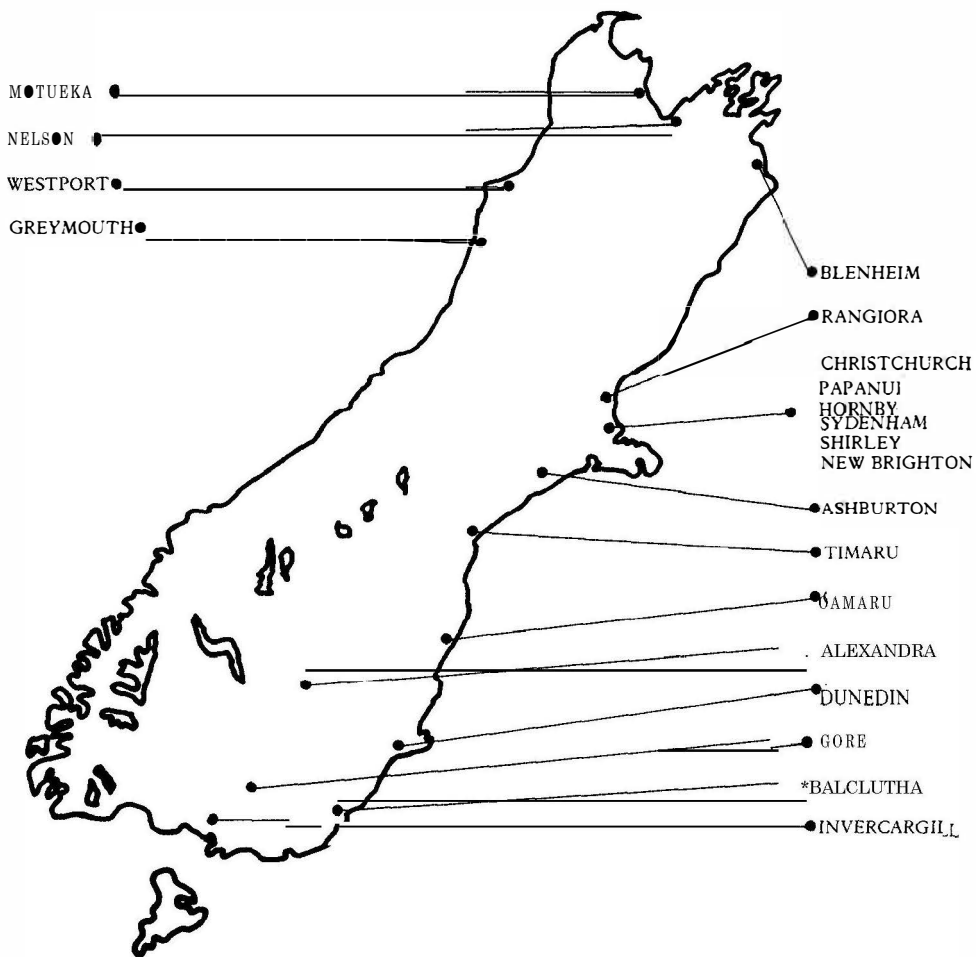 MOTUEKA
NELSON
WESTPORT
GREYMOUTH
BLENHEIM
RANGIORA
CHRISTCHURCH
PAPANUI
HORNBY
SYDENHAM
SHIRLEY
NEW BRIGHTON
ASHBURTON
TIMARU
OAMARU
ALEXANDRA
DUNEDIN
GORE
*BALCLUTHA
INVERCARGILL